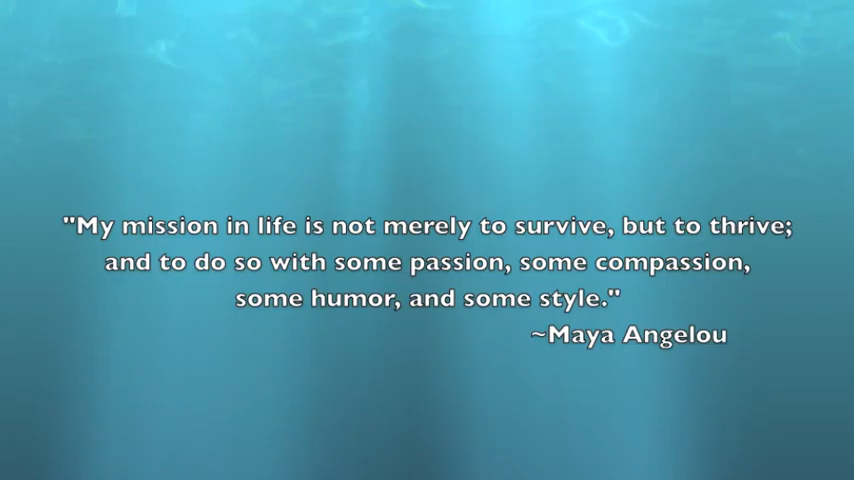 "My mission in life is not merely to survive, but to thrive;
and to do so with some passion, some compassion,
some humor, and some style."
~Maya Angelou